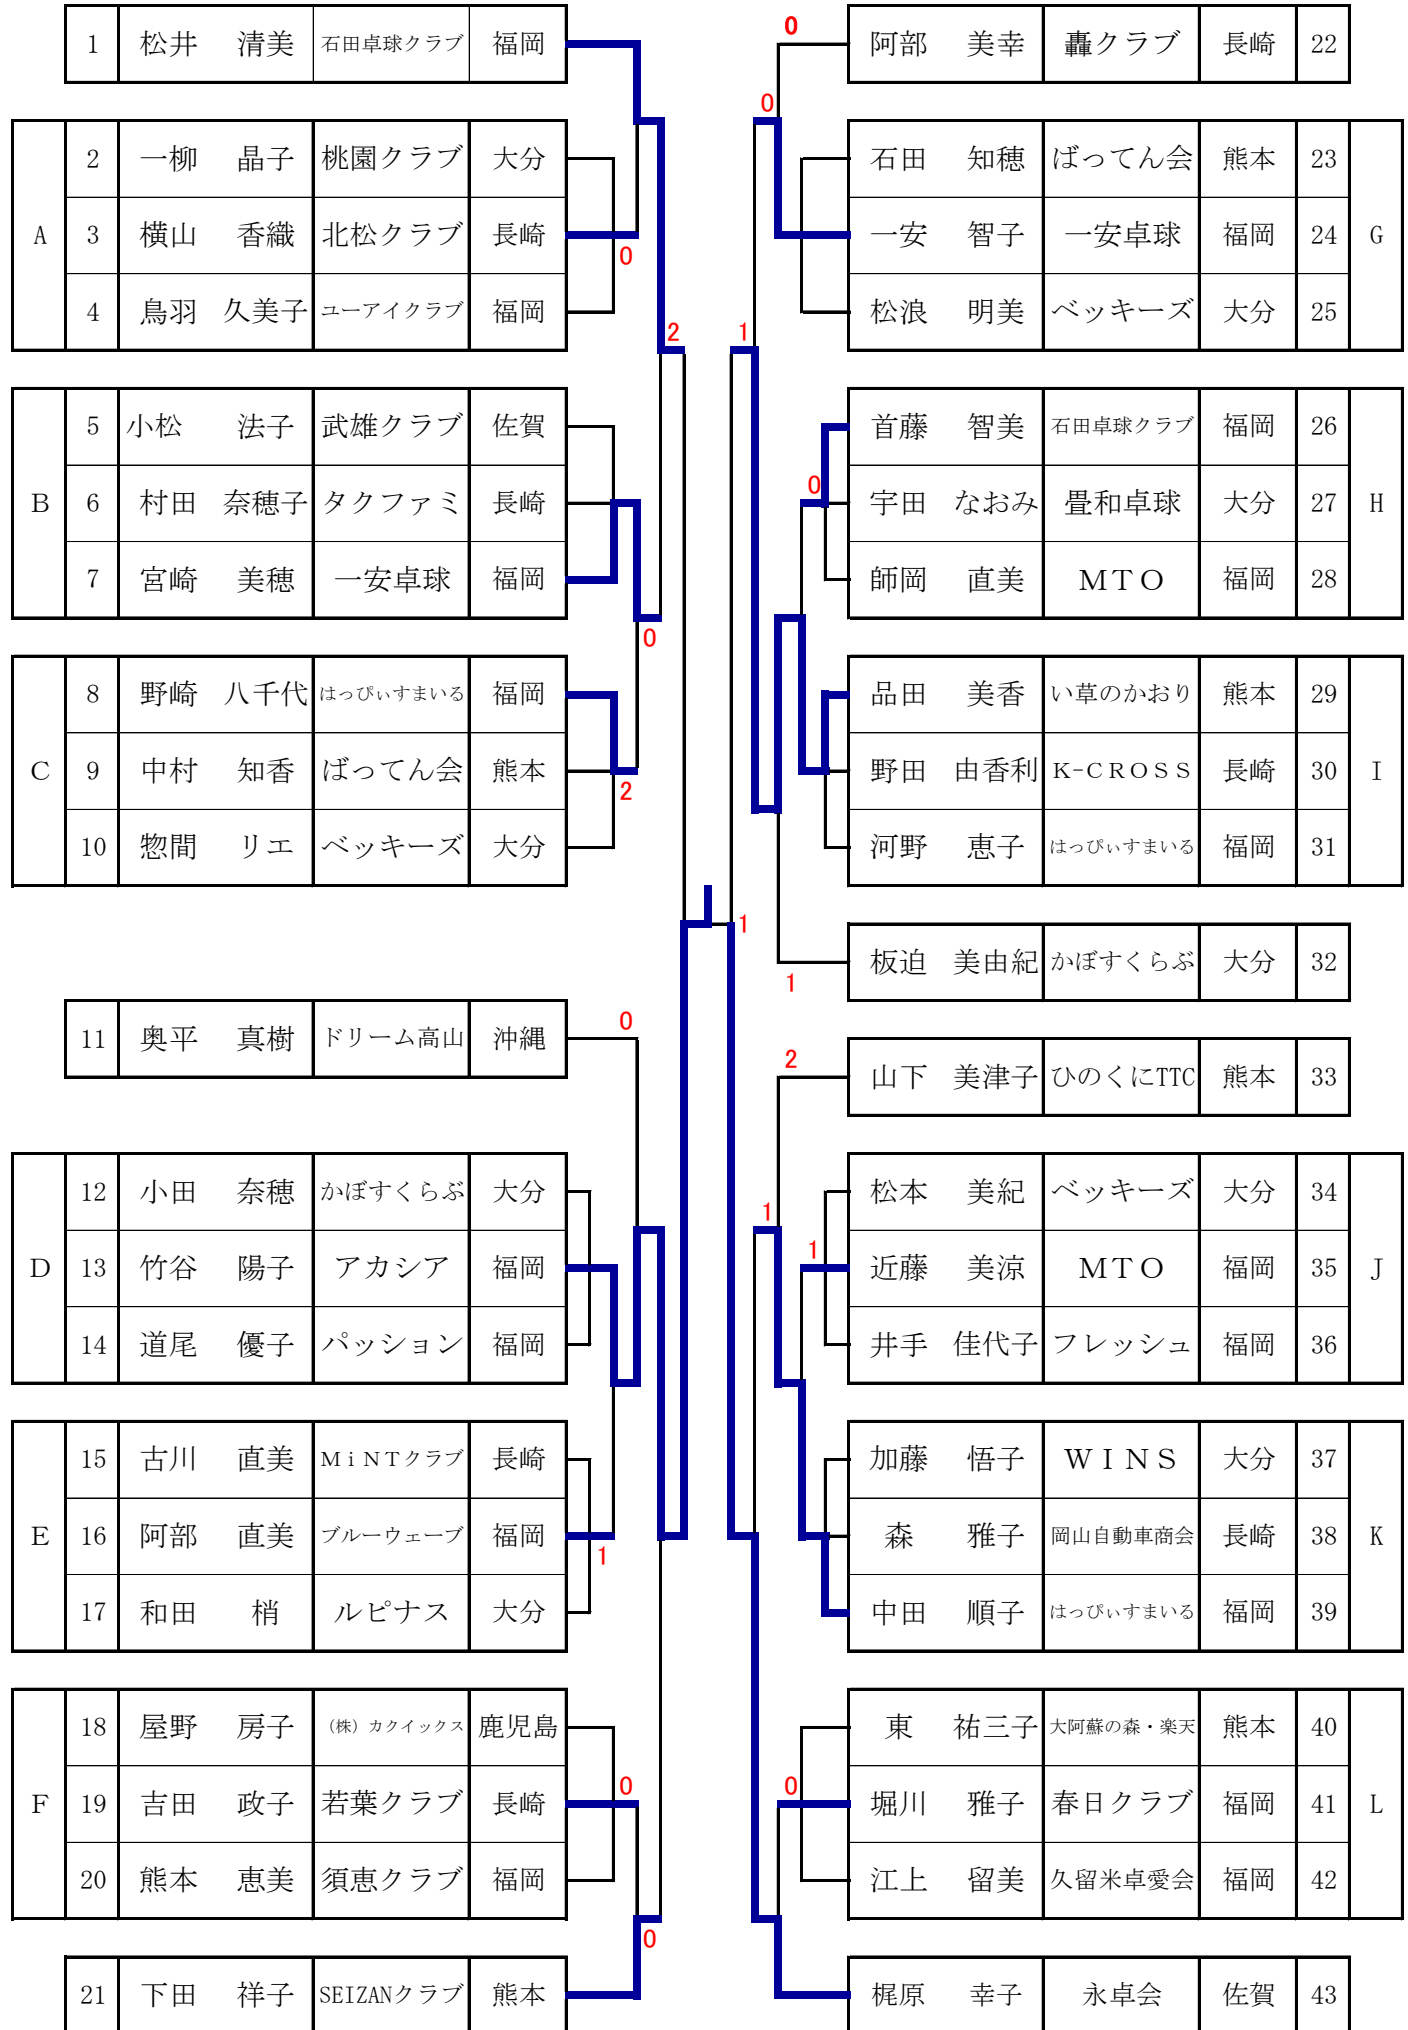 1 松井 清美 石田卓球クラブ 福岡
A
2 一柳 晶子 桃園クラブ 大分
3 横山 香織 北松クラブ 長崎
0
4 鳥羽 久美子 ユーアイクラブ 福岡
2
B
5 小松 法子 武雄クラブ 佐賀
6 村田 奈穂子 タクファミ 長崎
7 宮崎 美穂 一安卓球 福岡
0
C
8 野崎 八千代 はっぴぃすまいる 福岡
9 中村 知香 ばってん会 熊本
2
10 惣間 リエ ベッキーズ 大分
11 奥平 真樹 ドリーム高山 沖縄
0
D
12 小田 奈穂 かぼすくらぶ 大分
13 竹谷 陽子 アカシア 福岡
14 道尾 優子 パッション 福岡
E
15 古川 直美 MiNTクラブ 長崎
16 阿部 直美 ブルーウェーブ 福岡
1
17 和田 梢 ルピナス 大分
F
18 屋野 房子 (株)カクイックス 鹿児島
0
19 吉田 政子 若葉クラブ 長崎
20 熊本 恵美 須恵クラブ 福岡
0
21 下田 祥子 SEIZANクラブ 熊本
1
0
阿部 美幸 轟クラブ 長崎 22
0
石田 知穂 ばってん会 熊本 23
一安 智子 一安卓球 福岡 24
G
松浪 明美 ベッキーズ 大分 25
1
首藤 智美 石田卓球クラブ 福岡 26
0
宇田 なおみ 畳和卓球 大分 27
H
師岡 直美 MTO 福岡 28
品田 美香 い草のかおり 熊本 29
野田 由香利 K-CROSS 長崎 30
I
河野 恵子 はっぴぃすまいる 福岡 31
板迫 美由紀 かぼすくらぶ 大分 32
1
2
山下 美津子 ひのくにTTC 熊本 33
松本 美紀 ベッキーズ 大分 34
1
1
近藤 美涼 MTO 福岡 35
J
井手 佳代子 フレッシュ 福岡 36
加藤 悟子 WINS 大分 37
森 雅子 岡山自動車商会 長崎 38
K
中田 順子 はっぴぃすまいる 福岡 39
東 祐三子 大阿蘇の森・楽天 熊本 40
0
堀川 雅子 春日クラブ 福岡 41
L
江上 留美 久留米卓愛会 福岡 42
梶原 幸子 永卓会 佐賀 43